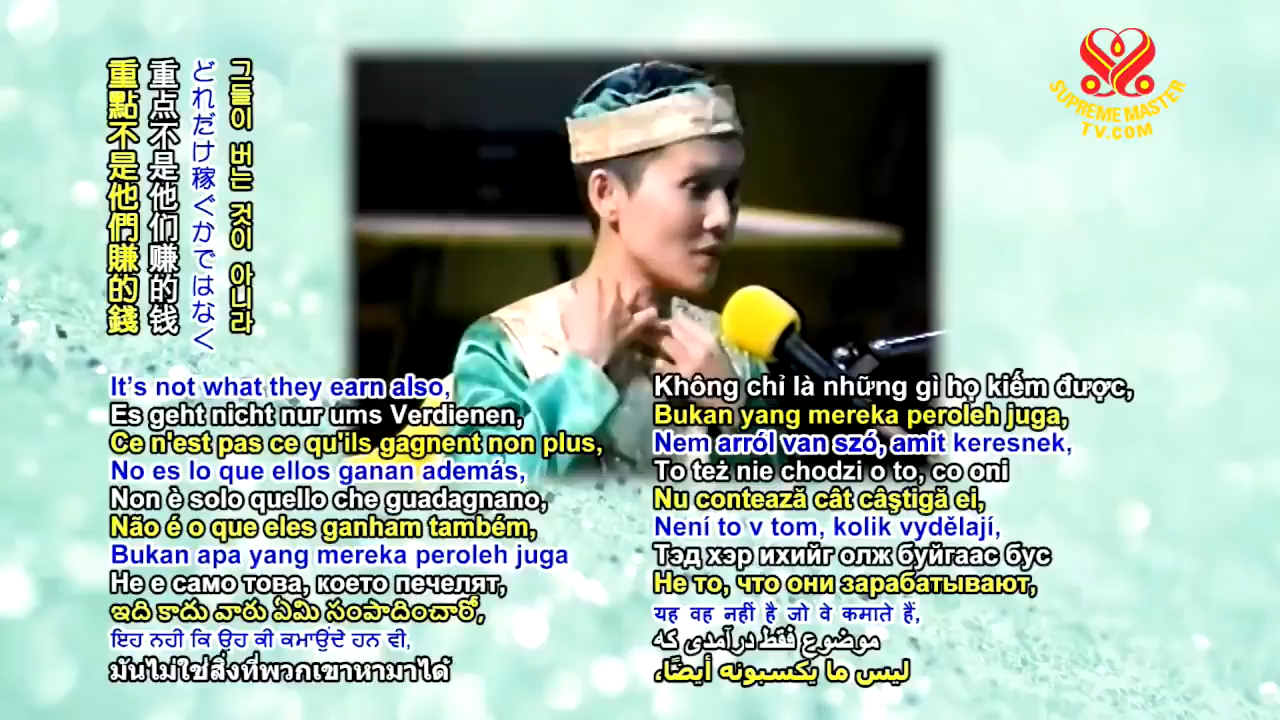 SUPREME MASTER
TV.COM
그들이 버는 것이 아니라
どれだけ稼ぐかではなく
重点不是他们赚的钱
重點不是他們賺的錢
It's not what they earn also,
Es geht nicht nur ums Verdienen,
Ce n'est pas ce qu'ils gagnent non plus,
No es lo que ellos ganan además,
Non è solo quello che guadagnano,
Não é o que eles ganham também,
Bukan apa yang mereka peroleh juga
Не е само това, което печелят,
ఇది కాదు వారు ఏమి సంపాదించారో,
ਇਹ ਨਹੀ ਕਿ ਉਹ ਕੀ ਕਮਾਉਂਦੇ ਹਨ ਵੀ,
มันไม่ใช่สิ่งที่พวกเขาหามาได้
Không chỉ là những gì họ kiếm được,
Bukan yang mereka peroleh juga,
Nem arról van szó, amit keresnek,
To też nie chodzi o to, co oni
Nu contează cât câştigă ei,
Není to v tom, kolik vydělají,
Тэд хэр ихийг олж буйгаас бус
Не то, что они зарабатывают,
यह वह नहीं है जो वे कमाते हैं,
موضوع فقط درآمدی که
ليس ما يكسبونه أيضًا،